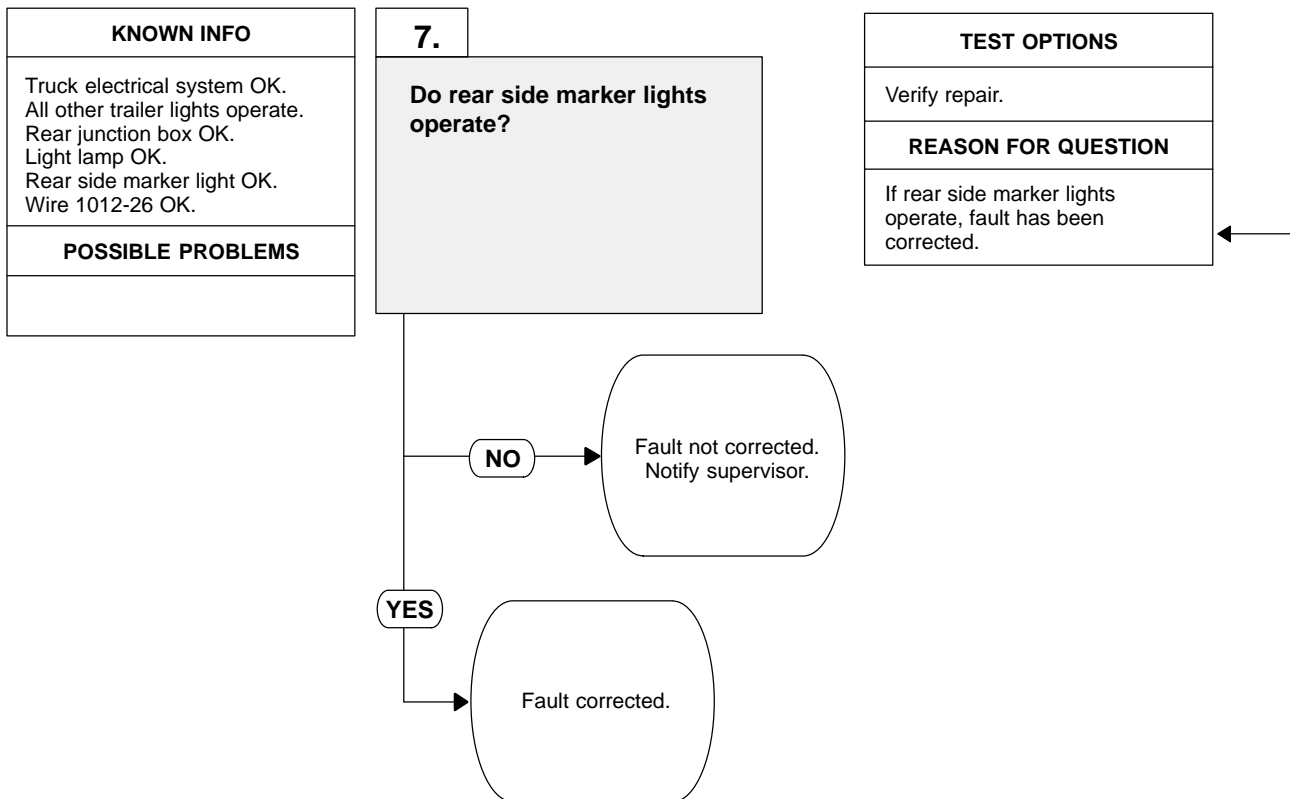 KNOWN INFO
Truck electrical system OK.
All other trailer lights operate.
Rear junction box OK.
Light lamp OK.
Rear side marker light OK.
Wire 1012-26 OK.
POSSIBLE PROBLEMS
7.
Do rear side marker lights
operate?
TEST OPTIONS
Verify repair.
REASON FOR QUESTION
If rear side marker lights
operate, fault has been
corrected.
NO
Fault not corrected.
Notify supervisor.
YES
Fault corrected.